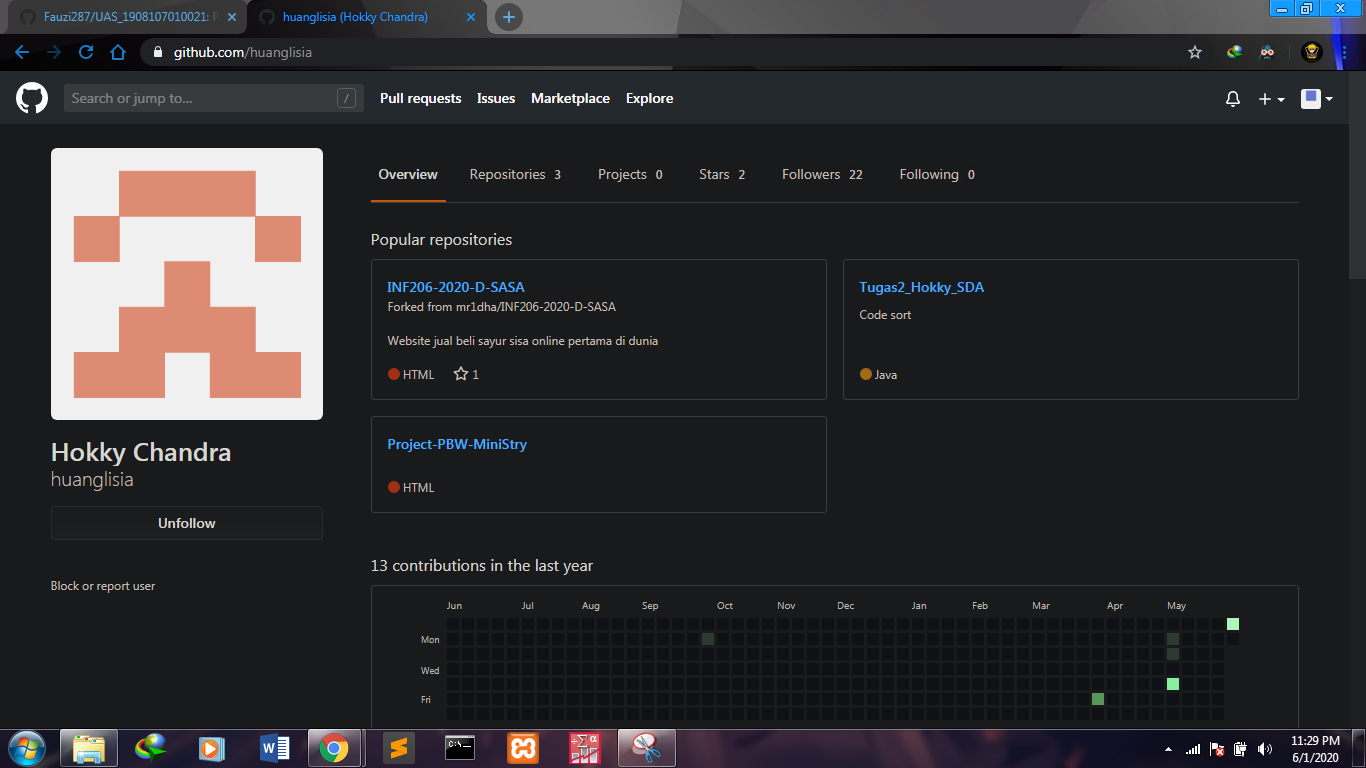 Fauzi287/UAS_1908107010021: P
huanglisia (Hokky Chandra)
github.com/huanglisia
Search or jump to... /
Pull requests Issues Marketplace Explore
Overview Repositories 3 Projects 0 Stars 2 Followers 22 Following 0
Popular repositories
INF206-2020-D-SASA
Forked from mr1dha/INF206-2020-D-SASA
Website jual beli sayur sisa online pertama di dunia
HTML 1
Tugas2_Hokky_SDA
Code sort
Java
Project-PBW-MiniStry
HTML
Hokky Chandra
huanglisia
Unfollow
Block or report user
13 contributions in the last year
Jun Jul Aug Sep Oct Nov Dec Jan Feb Mar Apr May
Mon
Wed
Fri
11:29 PM
6/1/2020